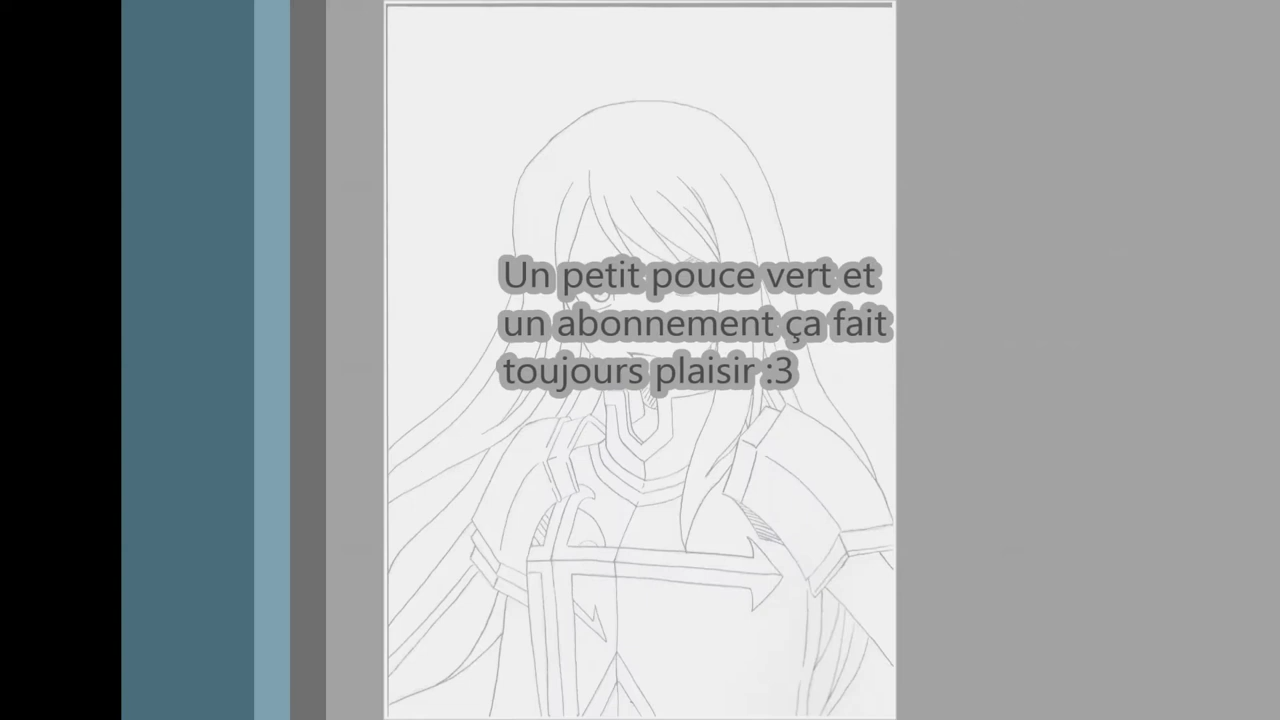 Un petit pouce vert et
un abonnement ça fait
toujours plaisir :3